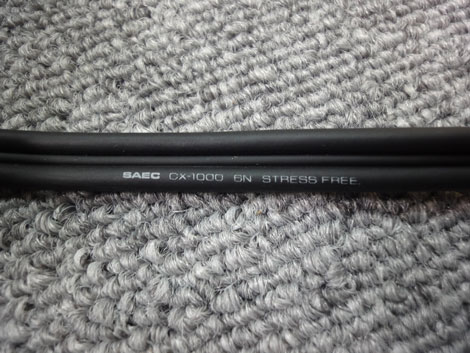 SAEC CX-1000 6N STRESS FREE